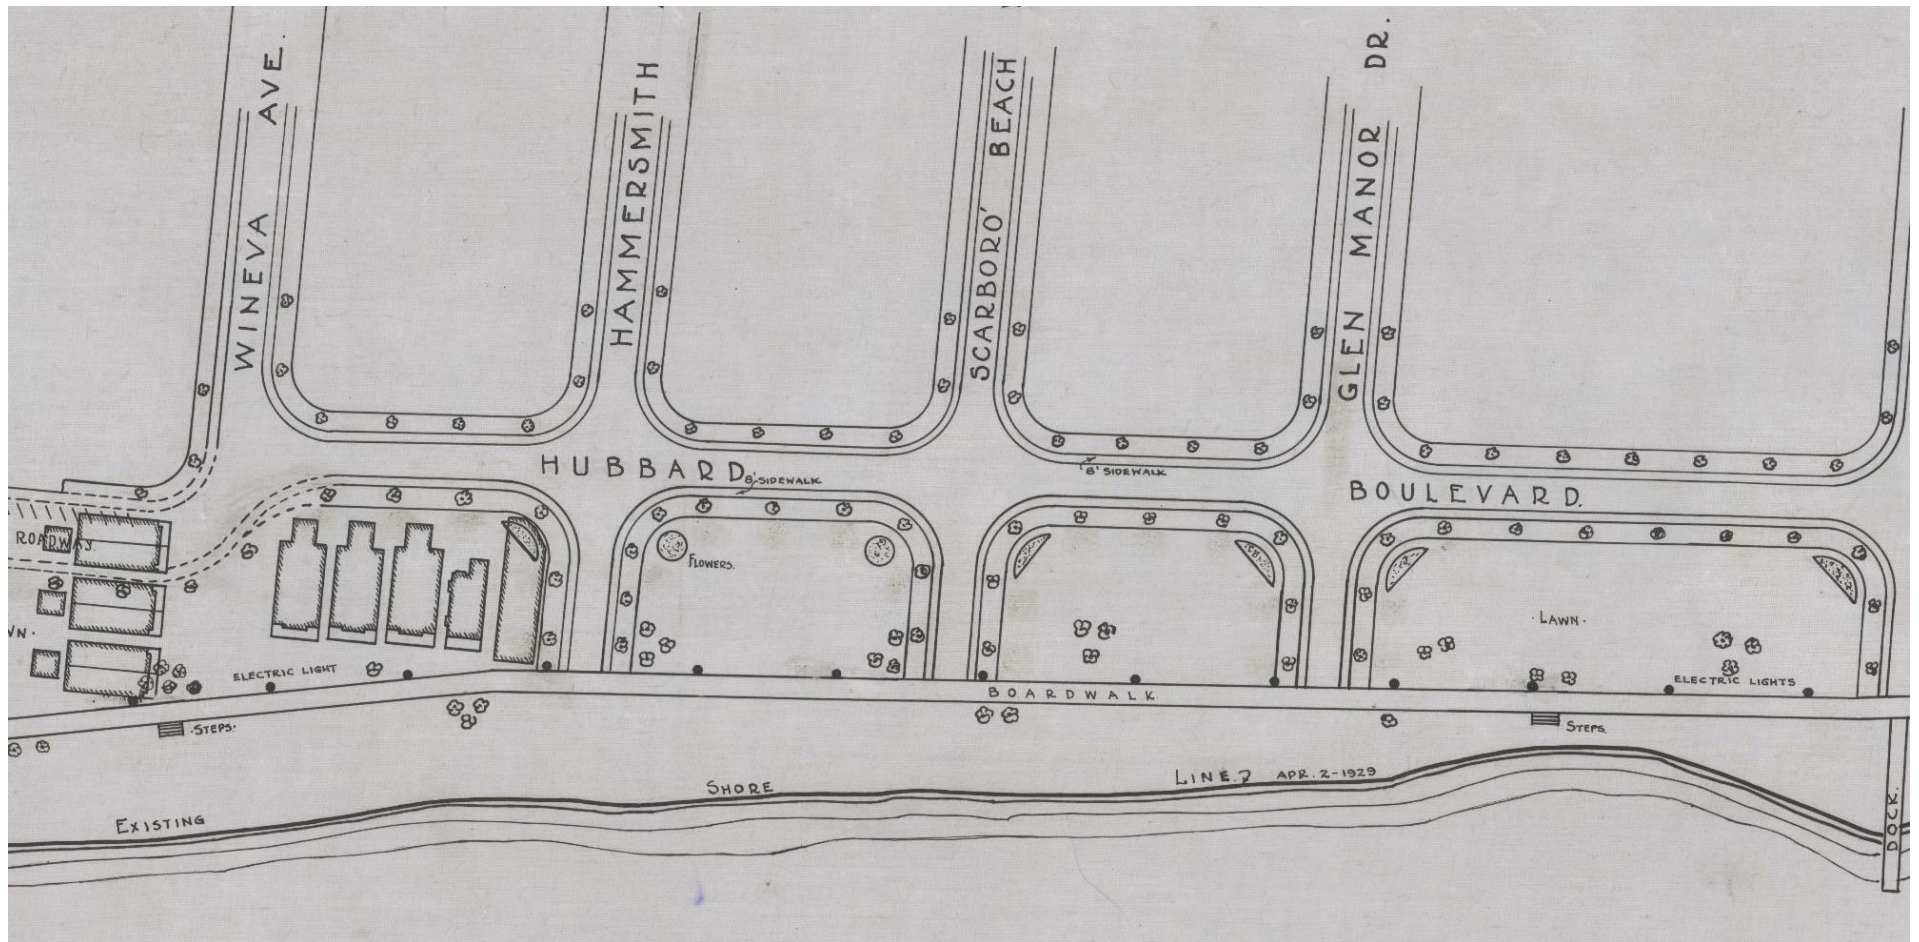 WINEVA AVE.
HAMMERSMITH
SCARBORO' BEACH
GLEN MANOR DR.
HUBBARD
BOULEVARD.
8' SIDEWALK
8' SIDEWALK
ROADWAY
FLOWERS.
WN.
LAWN.
ELECTRIC LIGHT
ELECTRIC LIGHTS
BOARDWALK.
STEPS.
STEPS.
EXISTING SHORE LINE APR. 2-1929
DOCK.